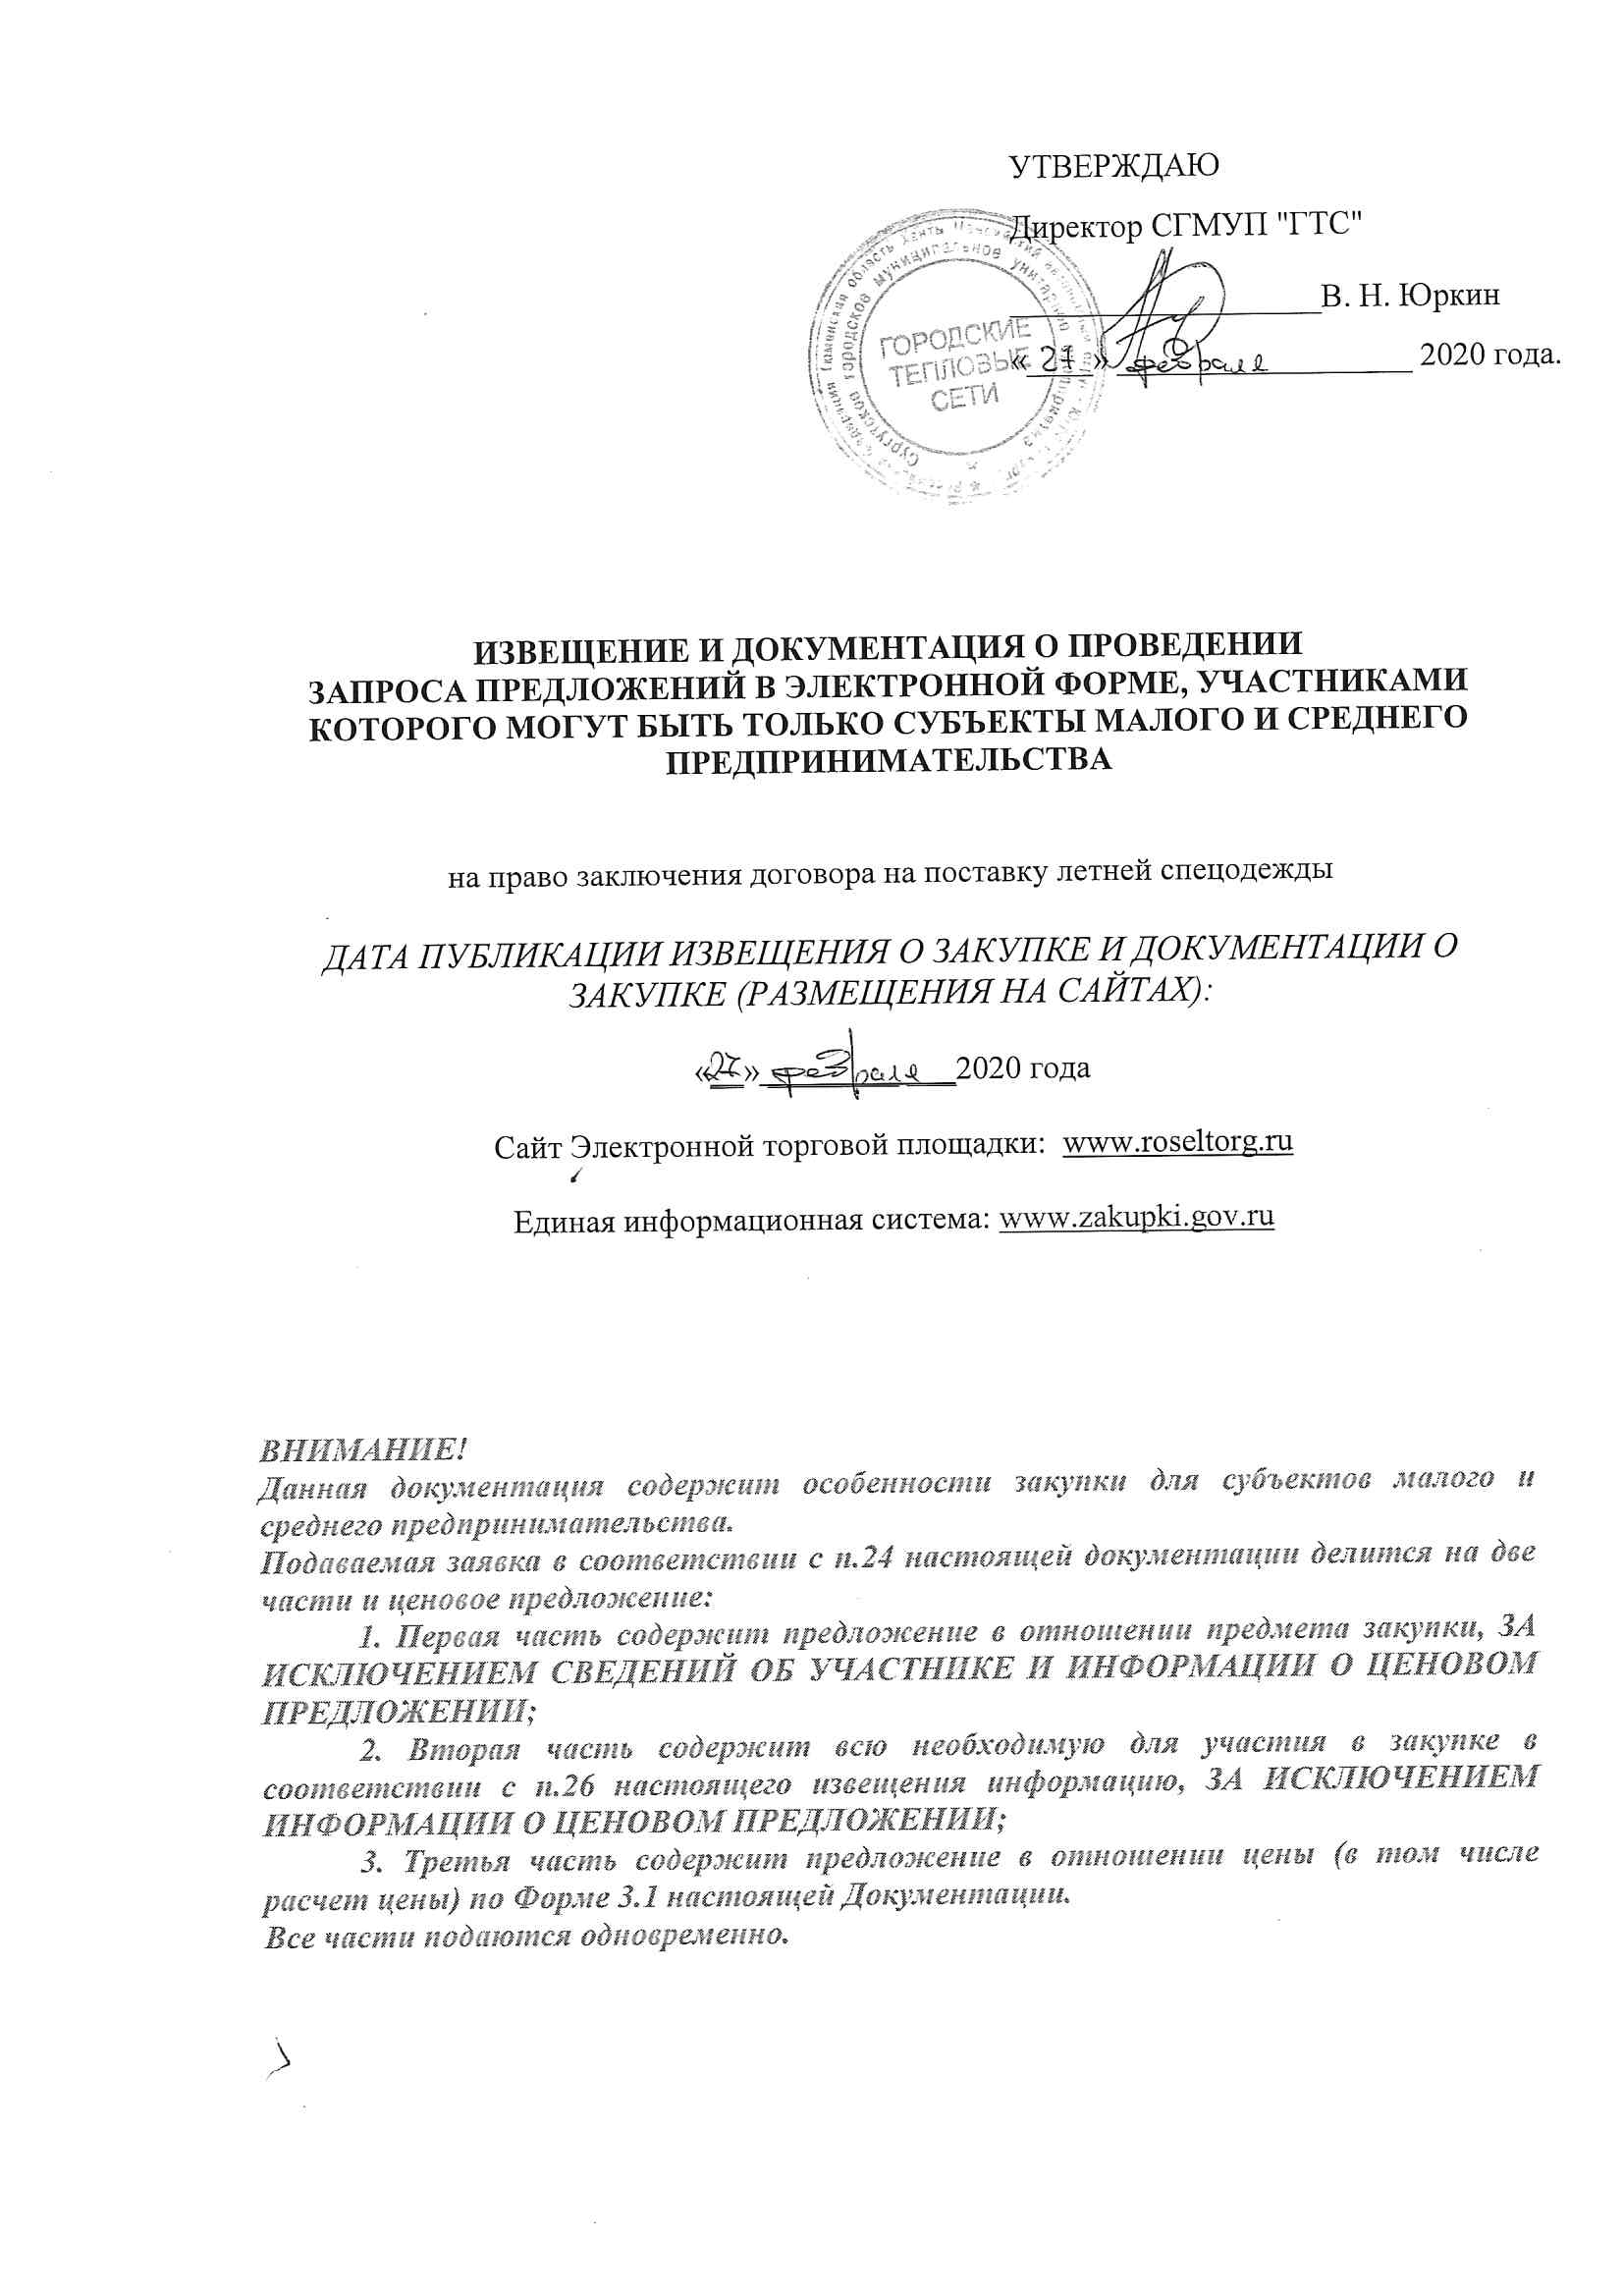 УТВЕРЖДАЮ
Директор СГМУП "ГТС"
В. Н. Юркин
«27» февраля 2020 года.
Сургутское городское муниципальное унитарное предприятие
ГОРОДСКИЕ
ТЕПЛОВЫЕ
СЕТИ
ИЗВЕЩЕНИЕ И ДОКУМЕНТАЦИЯ О ПРОВЕДЕНИИ
ЗАПРОСА ПРЕДЛОЖЕНИЙ В ЭЛЕКТРОННОЙ ФОРМЕ, УЧАСТНИКАМИ
КОТОРОГО МОГУТ БЫТЬ ТОЛЬКО СУБЪЕКТЫ МАЛОГО И СРЕДНЕГО
ПРЕДПРИНИМАТЕЛЬСТВА
на право заключения договора на поставку летней спецодежды
ДАТА ПУБЛИКАЦИИ ИЗВЕЩЕНИЯ О ЗАКУПКЕ И ДОКУМЕНТАЦИИ О
ЗАКУПКЕ (РАЗМЕЩЕНИЯ НА САЙТАХ):
«27» февраля 2020 года
Сайт Электронной торговой площадки: www.roseltorg.ru
Единая информационная система: www.zakupki.gov.ru
ВНИМАНИЕ!
Данная документация содержит особенности закупки для субъектов малого и
среднего предпринимательства.
Подаваемая заявка в соответствии с п.24 настоящей документации делится на две
части и ценовое предложение:
1. Первая часть содержит предложение в отношении предмета закупки, ЗА
ИСКЛЮЧЕНИЕМ СВЕДЕНИЙ ОБ УЧАСТНИКЕ И ИНФОРМАЦИИ О ЦЕНОВОМ
ПРЕДЛОЖЕНИИ;
2. Вторая часть содержит всю необходимую для участия в закупке в
соответствии с п.26 настоящего извещения информацию, ЗА ИСКЛЮЧЕНИЕМ
ИНФОРМАЦИИ О ЦЕНОВОМ ПРЕДЛОЖЕНИИ;
3. Третья часть содержит предложение в отношении цены (в том числе
расчет цены) по Форме 3.1 настоящей Документации.
Все части подаются одновременно.